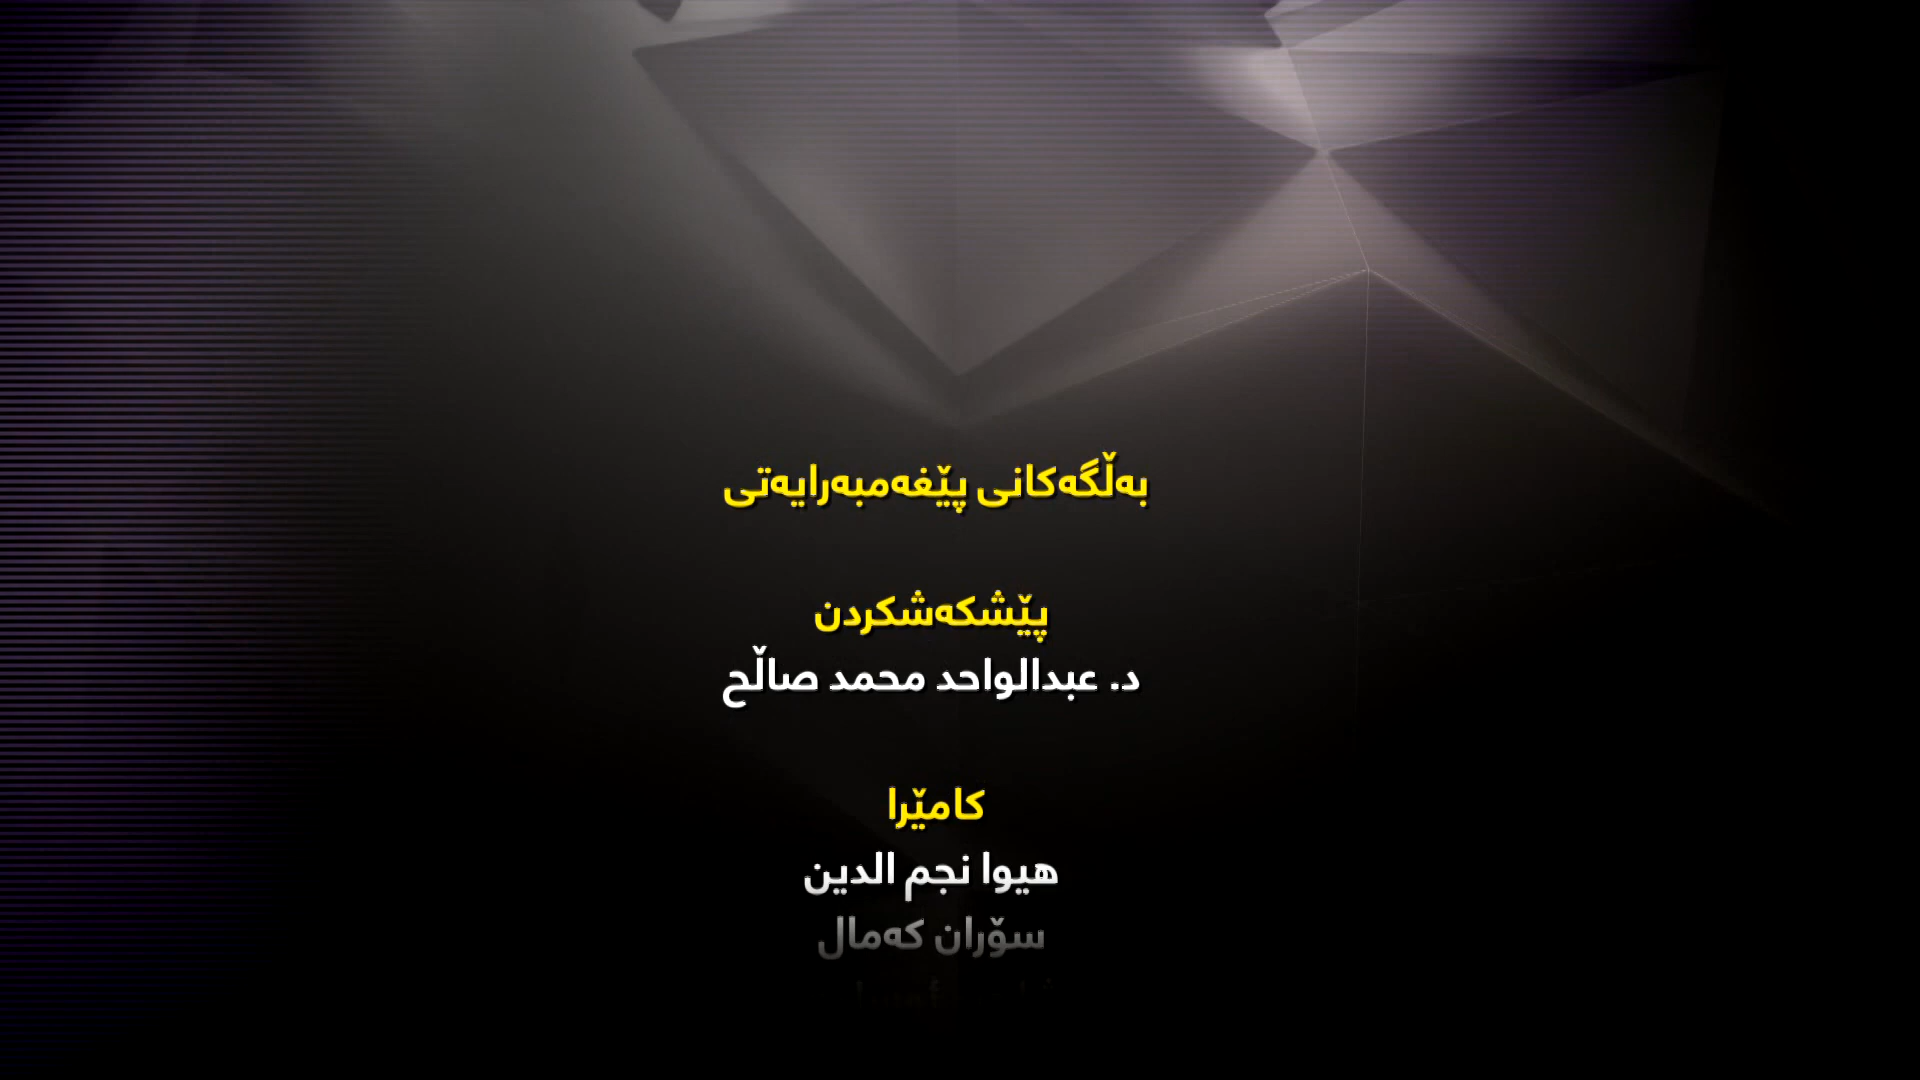 بەڵگەکانی پێغەمبەرایەتی
پێشکەشکردن
د. عبدالواحد محمد صاڵح
کامێرا
هیوا نجم الدین
سۆران کەمال